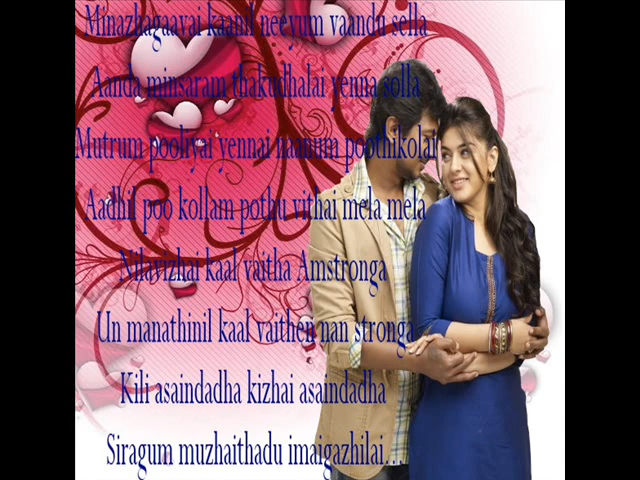 Minazhagaavai kaanil neeyum vaandu sella
Aanda minsaram thakudhalai yenna solla
Mutrum pooliyai yennai naanum poothikolai
Aadhil poo kollam pothu vithai mela mela
Nilavizhai kaal vaitha Amstronga
Un manathinil kaal vaithen nan stronga
Kili asaindadha kizhai asaindadha
Siragum muzhaithadu imaigazhilai...